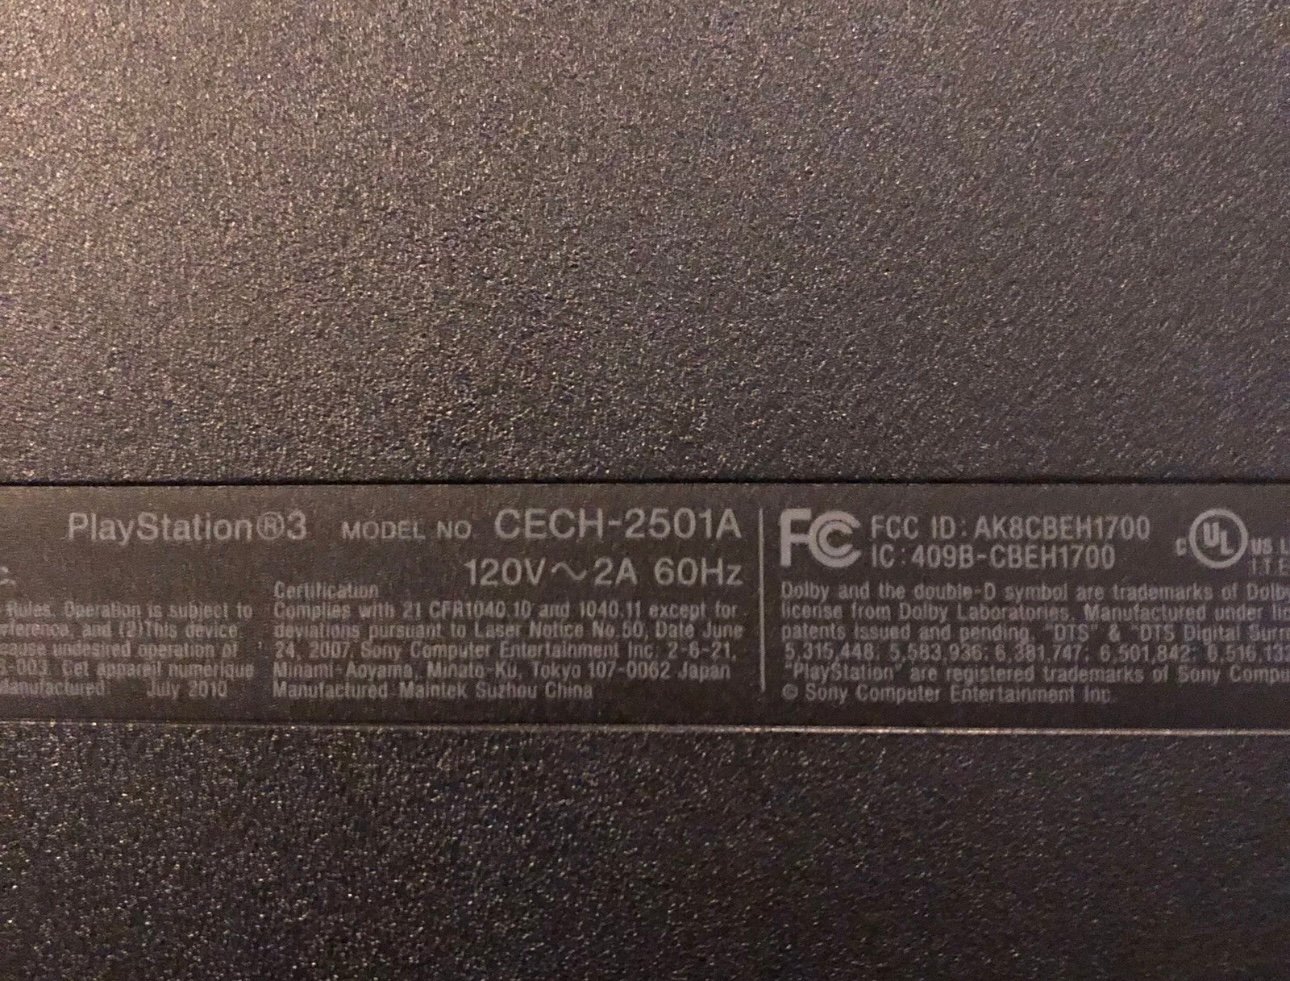 PlayStation®3 MODEL NO. CECH-2501A
120V～2A 60Hz
c.
Rules. Operation is subject to
and (2)This device
undesired operation of
Cet appareil numerique
July 2010
Certification
Complies with 21 CFR1040.10 and 1040.11 except for
deviations pursuant to Laser Notice No.50, Date June
24, 2007. Sony Computer Entertainment Inc. 2-6-21,
Minami-Aoyama, Minato-Ku, Tokyo 107-0062 Japan
Manufactured Maintek Suzhou China
FC FCC ID: AK8CBEH1700
IC: 409B-CBEH1700
c UL US
I.T.E
Dolby and the double-D symbol are trademarks of Dolby
license from Dolby Laboratories. Manufactured under
patents issued and pending. "DTS" & "DTS Digital
5,315,448; 5,583,936; 6,381,747; 6,501,842;
"PlayStation" are registered trademarks of Sony
© Sony Computer Entertainment Inc.